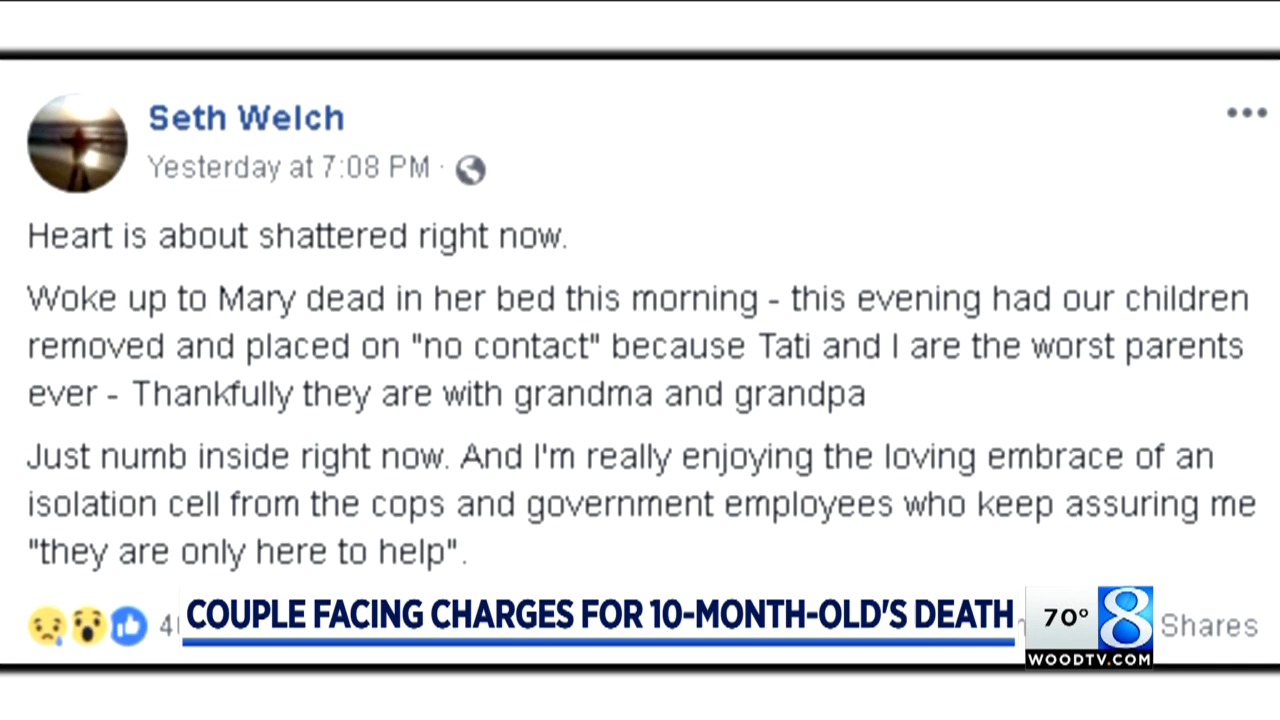 Seth Welch
Yesterday at 7:08 PM ·
Heart is about shattered right now.
Woke up to Mary dead in her bed this morning - this evening had our children
removed and placed on "no contact" because Tati and I are the worst parents
ever - Thankfully they are with grandma and grandpa
Just numb inside right now. And I'm really enjoying the loving embrace of an
isolation cell from the cops and government employees who keep assuring me
"they are only here to help".
COUPLE FACING CHARGES FOR 10-MONTH-OLD'S DEATH
70° 8
Shares
WOODTV.COM